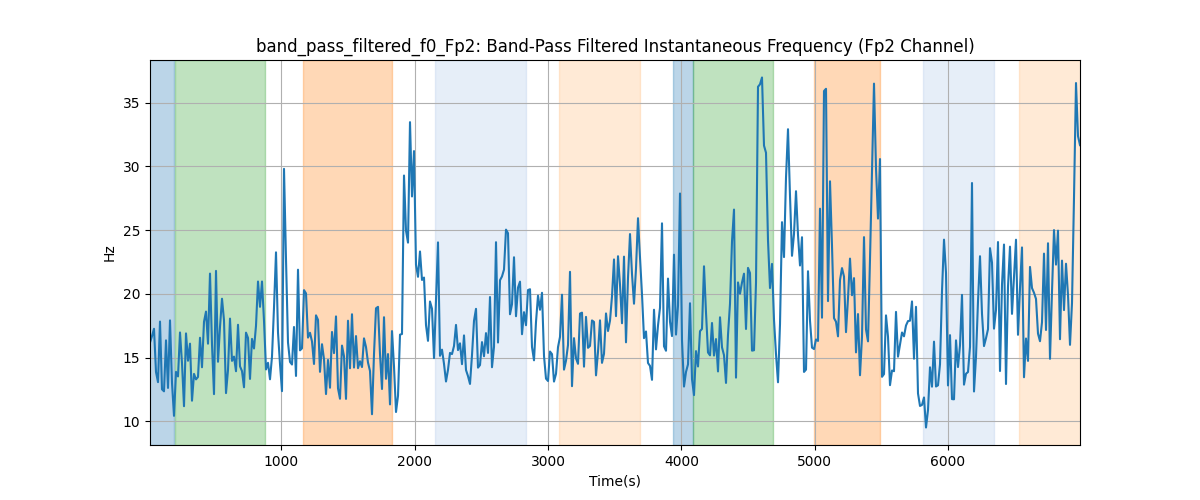 band_pass_filtered_f0_Fp2: Band-Pass Filtered Instantaneous Frequency (Fp2 Channel)
35
30
25
20
15
10
Hz
1000 2000 3000 4000 5000 6000
Time(s)